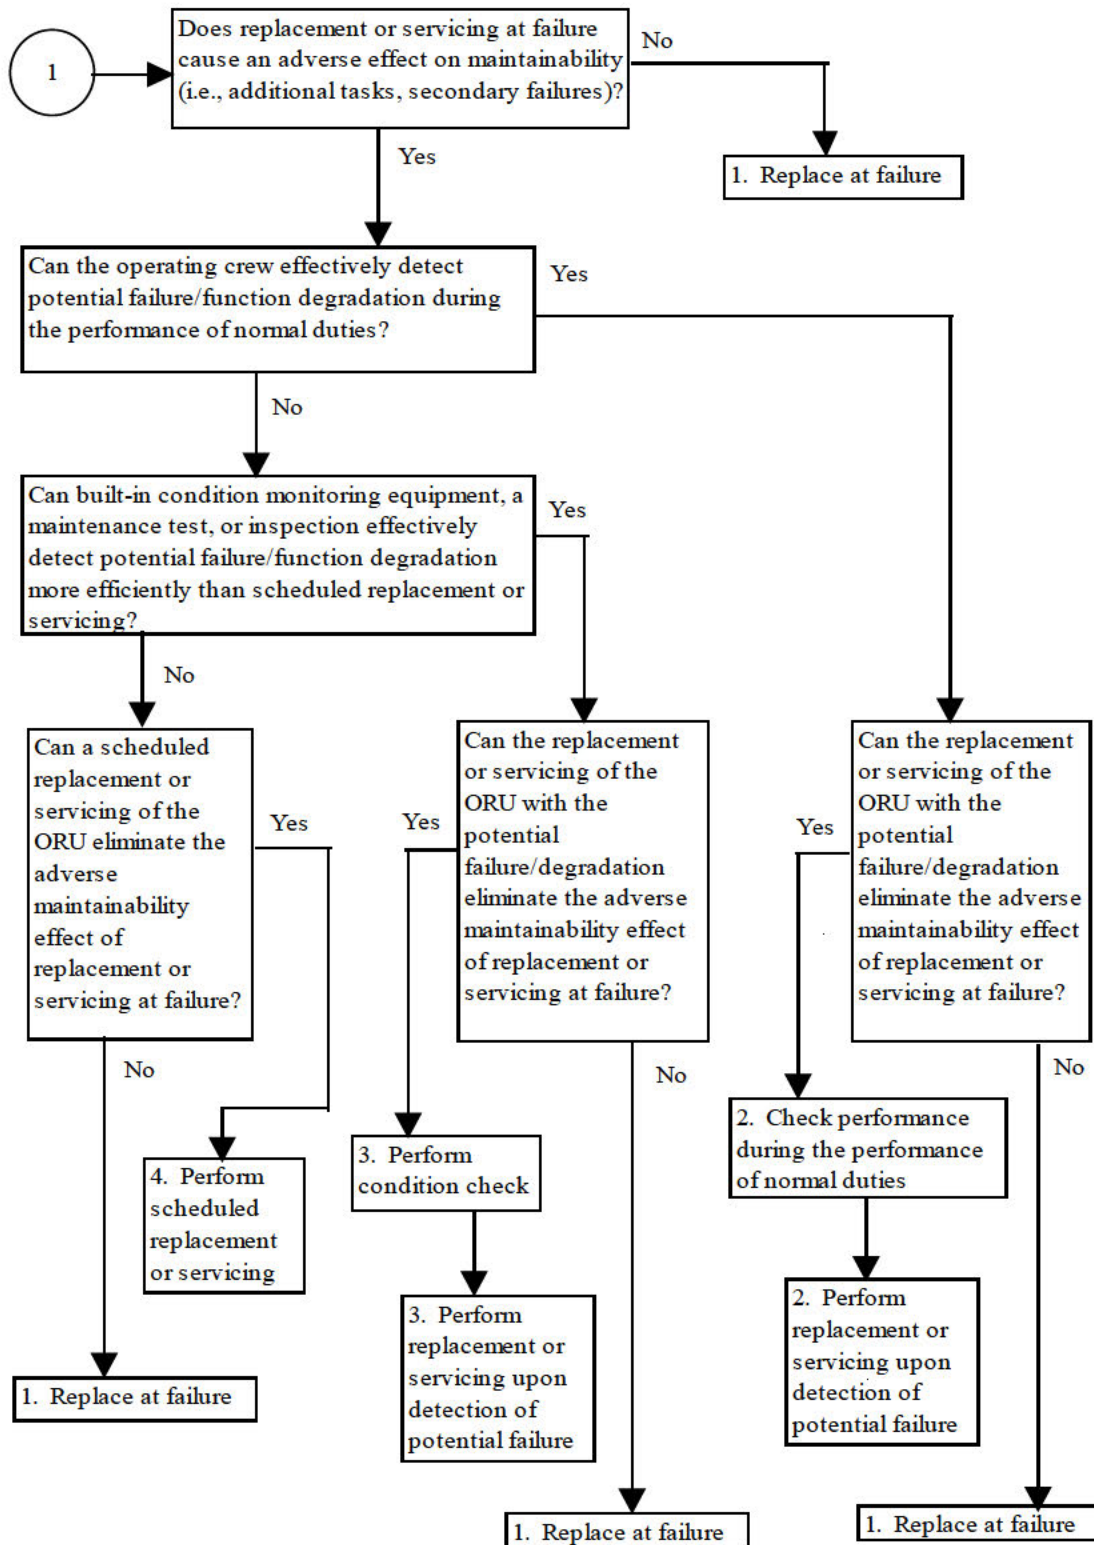 1
Does replacement or servicing at failure
cause an adverse effect on maintainability
(i.e., additional tasks, secondary failures)?
No
Yes
1. Replace at failure
Can the operating crew effectively detect
potential failure/function degradation during
the performance of normal duties?
Yes
No
Can built-in condition monitoring equipment, a
maintenance test, or inspection effectively
detect potential failure/function degradation
more efficiently than scheduled replacement or
servicing?
Yes
No
Can a scheduled
replacement or
servicing of the
ORU eliminate the
adverse
maintainability
effect of
replacement or
servicing at failure?
Yes
No
Can the replacement
or servicing of the
ORU with the
potential
failure/degradation
eliminate the adverse
maintainability effect
of replacement or
servicing at failure?
Yes
No
Can the replacement
or servicing of the
ORU with the
potential
failure/degradation
eliminate the adverse
maintainability effect
of replacement or
servicing at failure?
Yes
No
4. Perform
scheduled
replacement
or servicing
3. Perform
condition check
2. Check performance
during the performance
of normal duties
1. Replace at failure
3. Perform
replacement or
servicing upon
detection of
potential failure
2. Perform
replacement or
servicing upon
detection of
potential failure
1. Replace at failure
1. Replace at failure